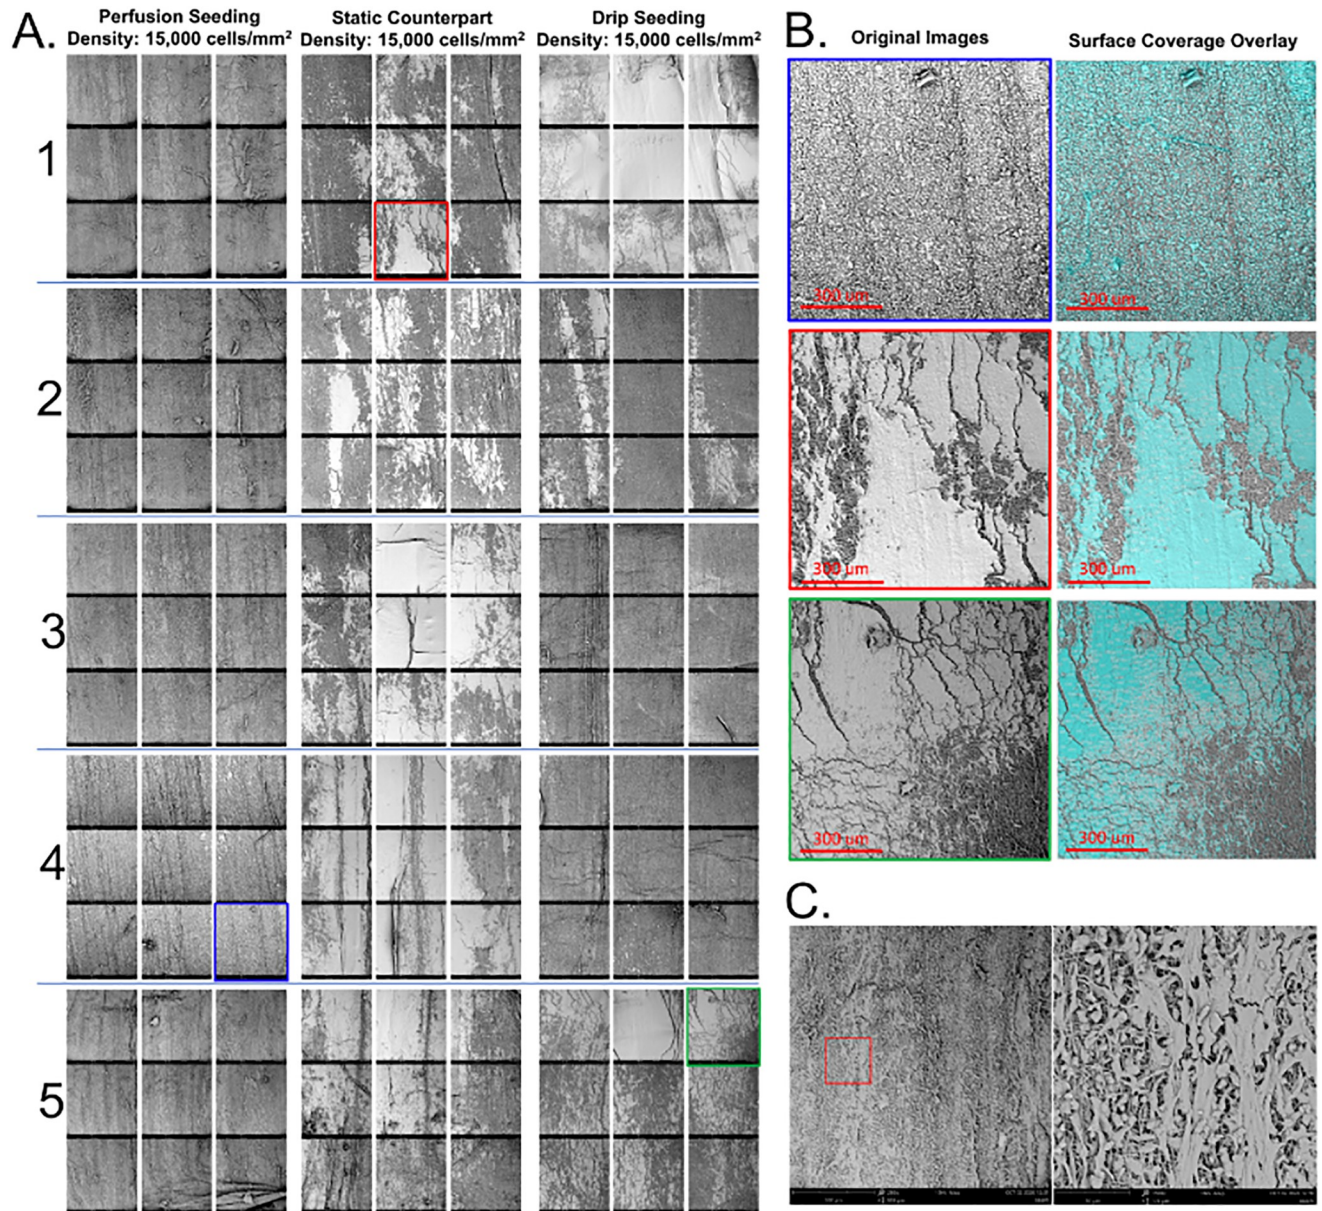 A.
Perfusion Seeding
Density: 15,000 cells/mm²
Static Counterpart
Density: 15,000 cells/mm²
Drip Seeding
Density: 15,000 cells/mm²
1
2
3
4
5
B.
Original Images
Surface Coverage Overlay
300 um
300 um
300 um
300 um
300 um
300 um
C.